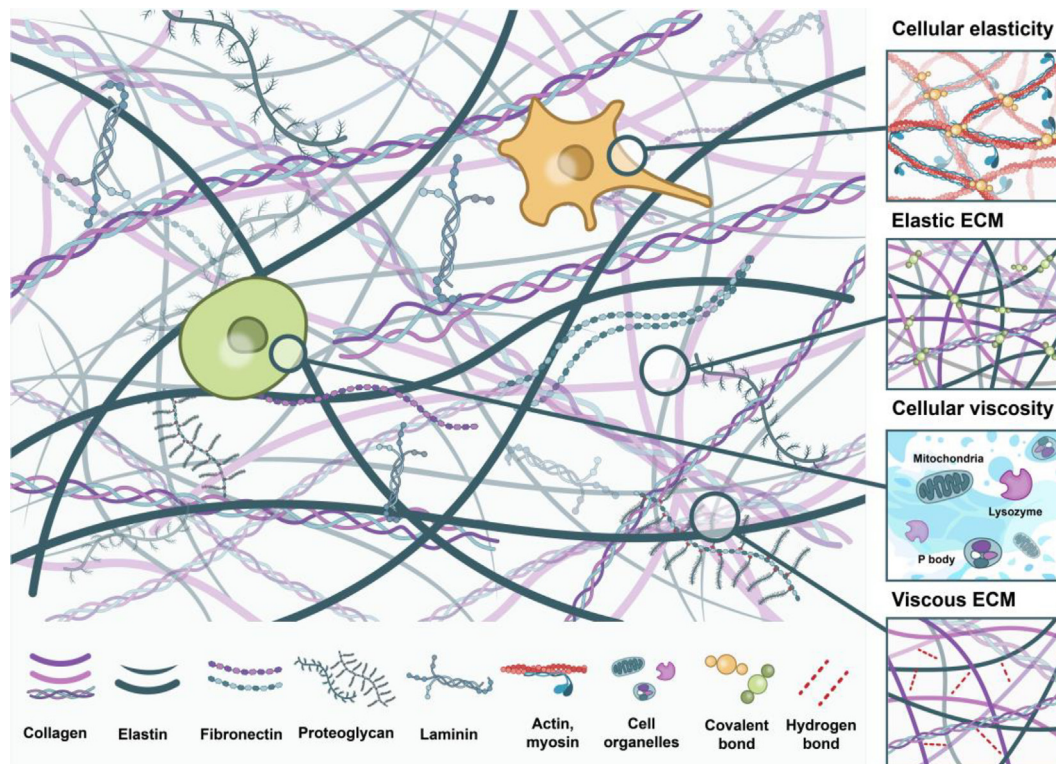 Cellular elasticity
Elastic ECM
Cellular viscosity
Mitochondria
Lysozyme
P body
Viscous ECM
Collagen
Elastin
Fibronectin
Proteoglycan
Laminin
Actin,
myosin
Cell
organelles
Covalent
bond
Hydrogen
bond